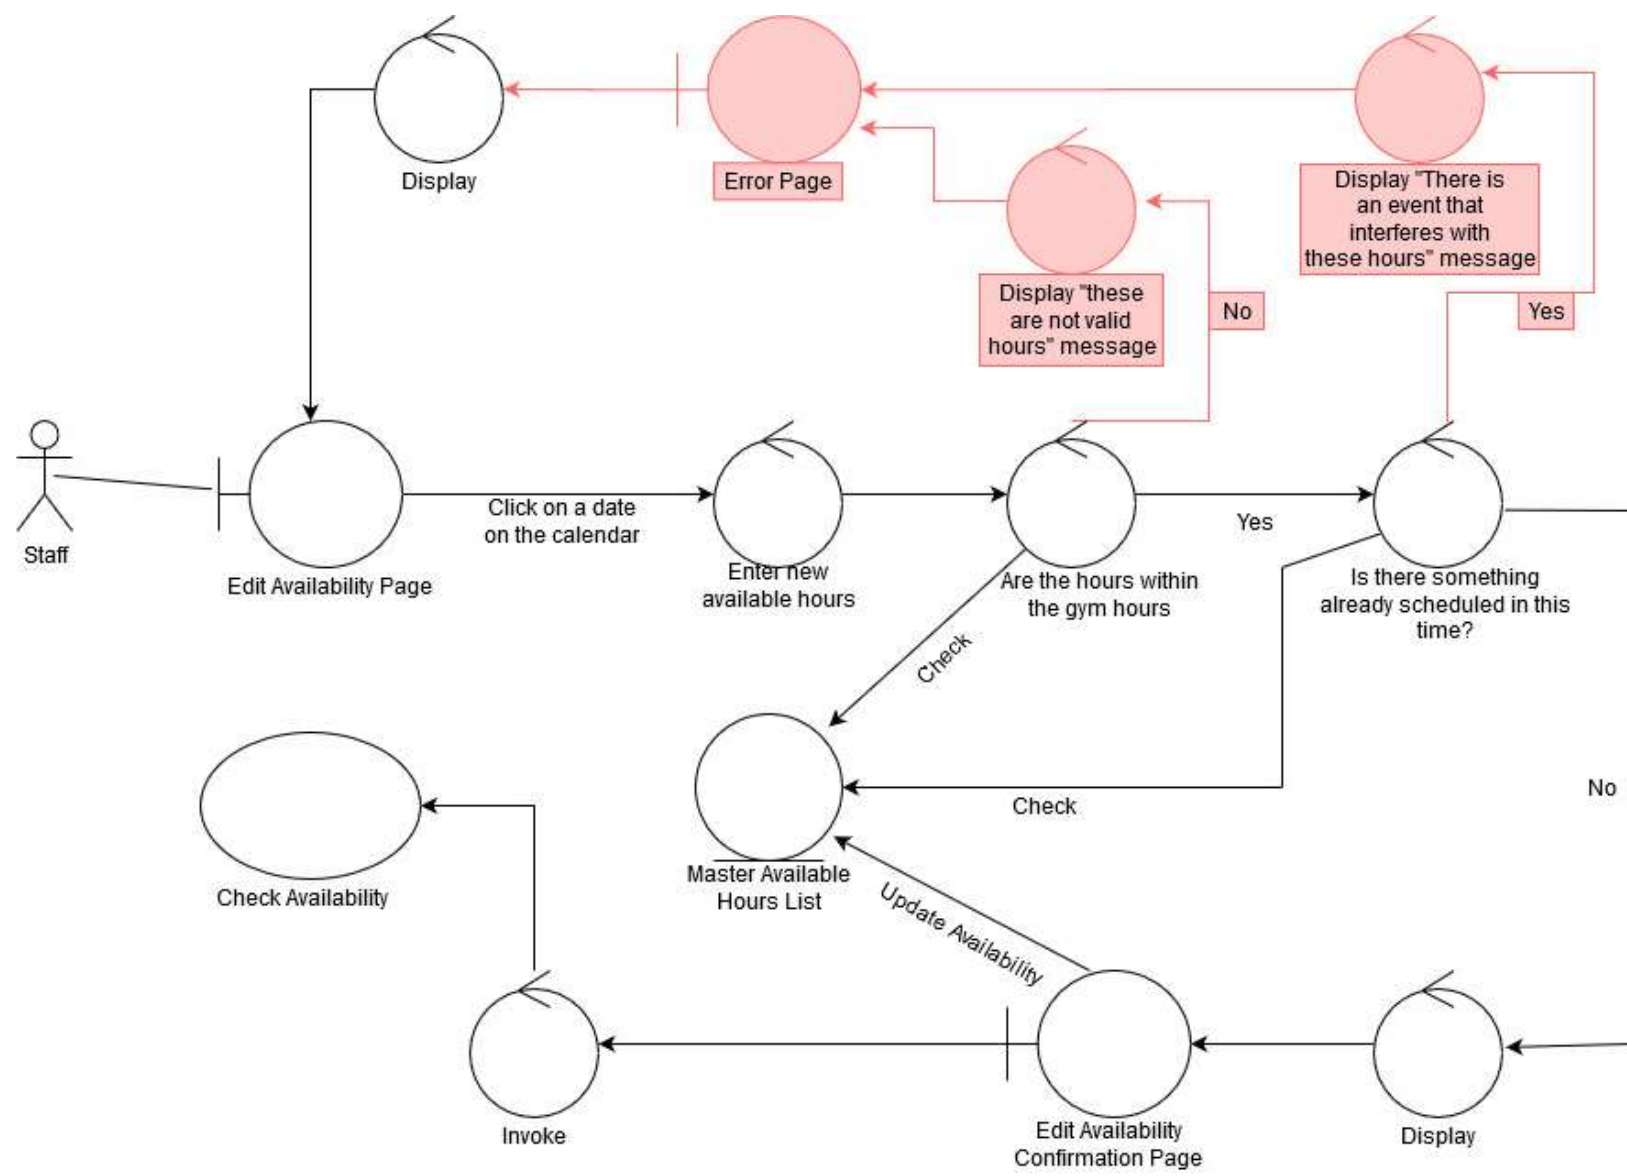 Display
Error Page
Display "There is
an event that
interferes with
these hours" message
Display "these
are not valid
hours" message
No
Yes
Staff
Edit Availability Page
Click on a date
on the calendar
Enter new
available hours
Are the hours within
the gym hours
Yes
Is there something
already scheduled in this
time?
Check
Check
No
Master Available
Hours List
Update Availability
Check Availability
Invoke
Edit Availability
Confirmation Page
Display